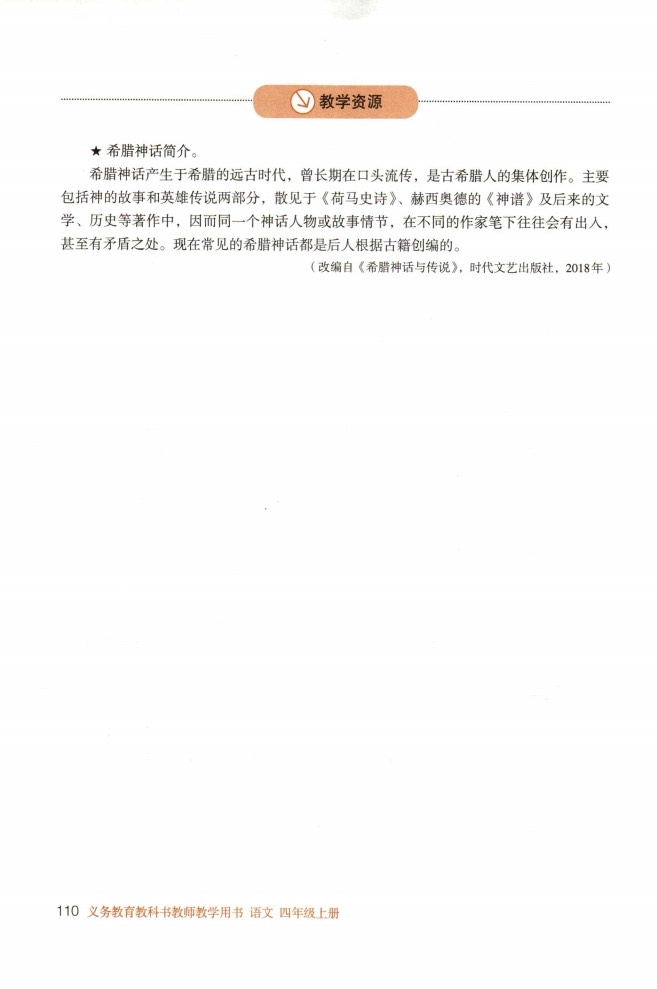 教学资源
★ 希腊神话简介。
希腊神话产生于希腊的远古时代，曾长期在口头流传，是古希腊人的集体创作。主要
包括神的故事和英雄传说两部分，散见于《荷马史诗》、赫西奥德的《神谱》及后来的文
学、历史等著作中，因而同一个神话人物或故事情节，在不同的作家笔下往往会有出入，
甚至有矛盾之处。现在常见的希腊神话都是后人根据古籍创编的。
（改编自《希腊神话与传说》，时代文艺出版社，2018年）
110 义务教育教科书教师教学用书 语文 四年级上册